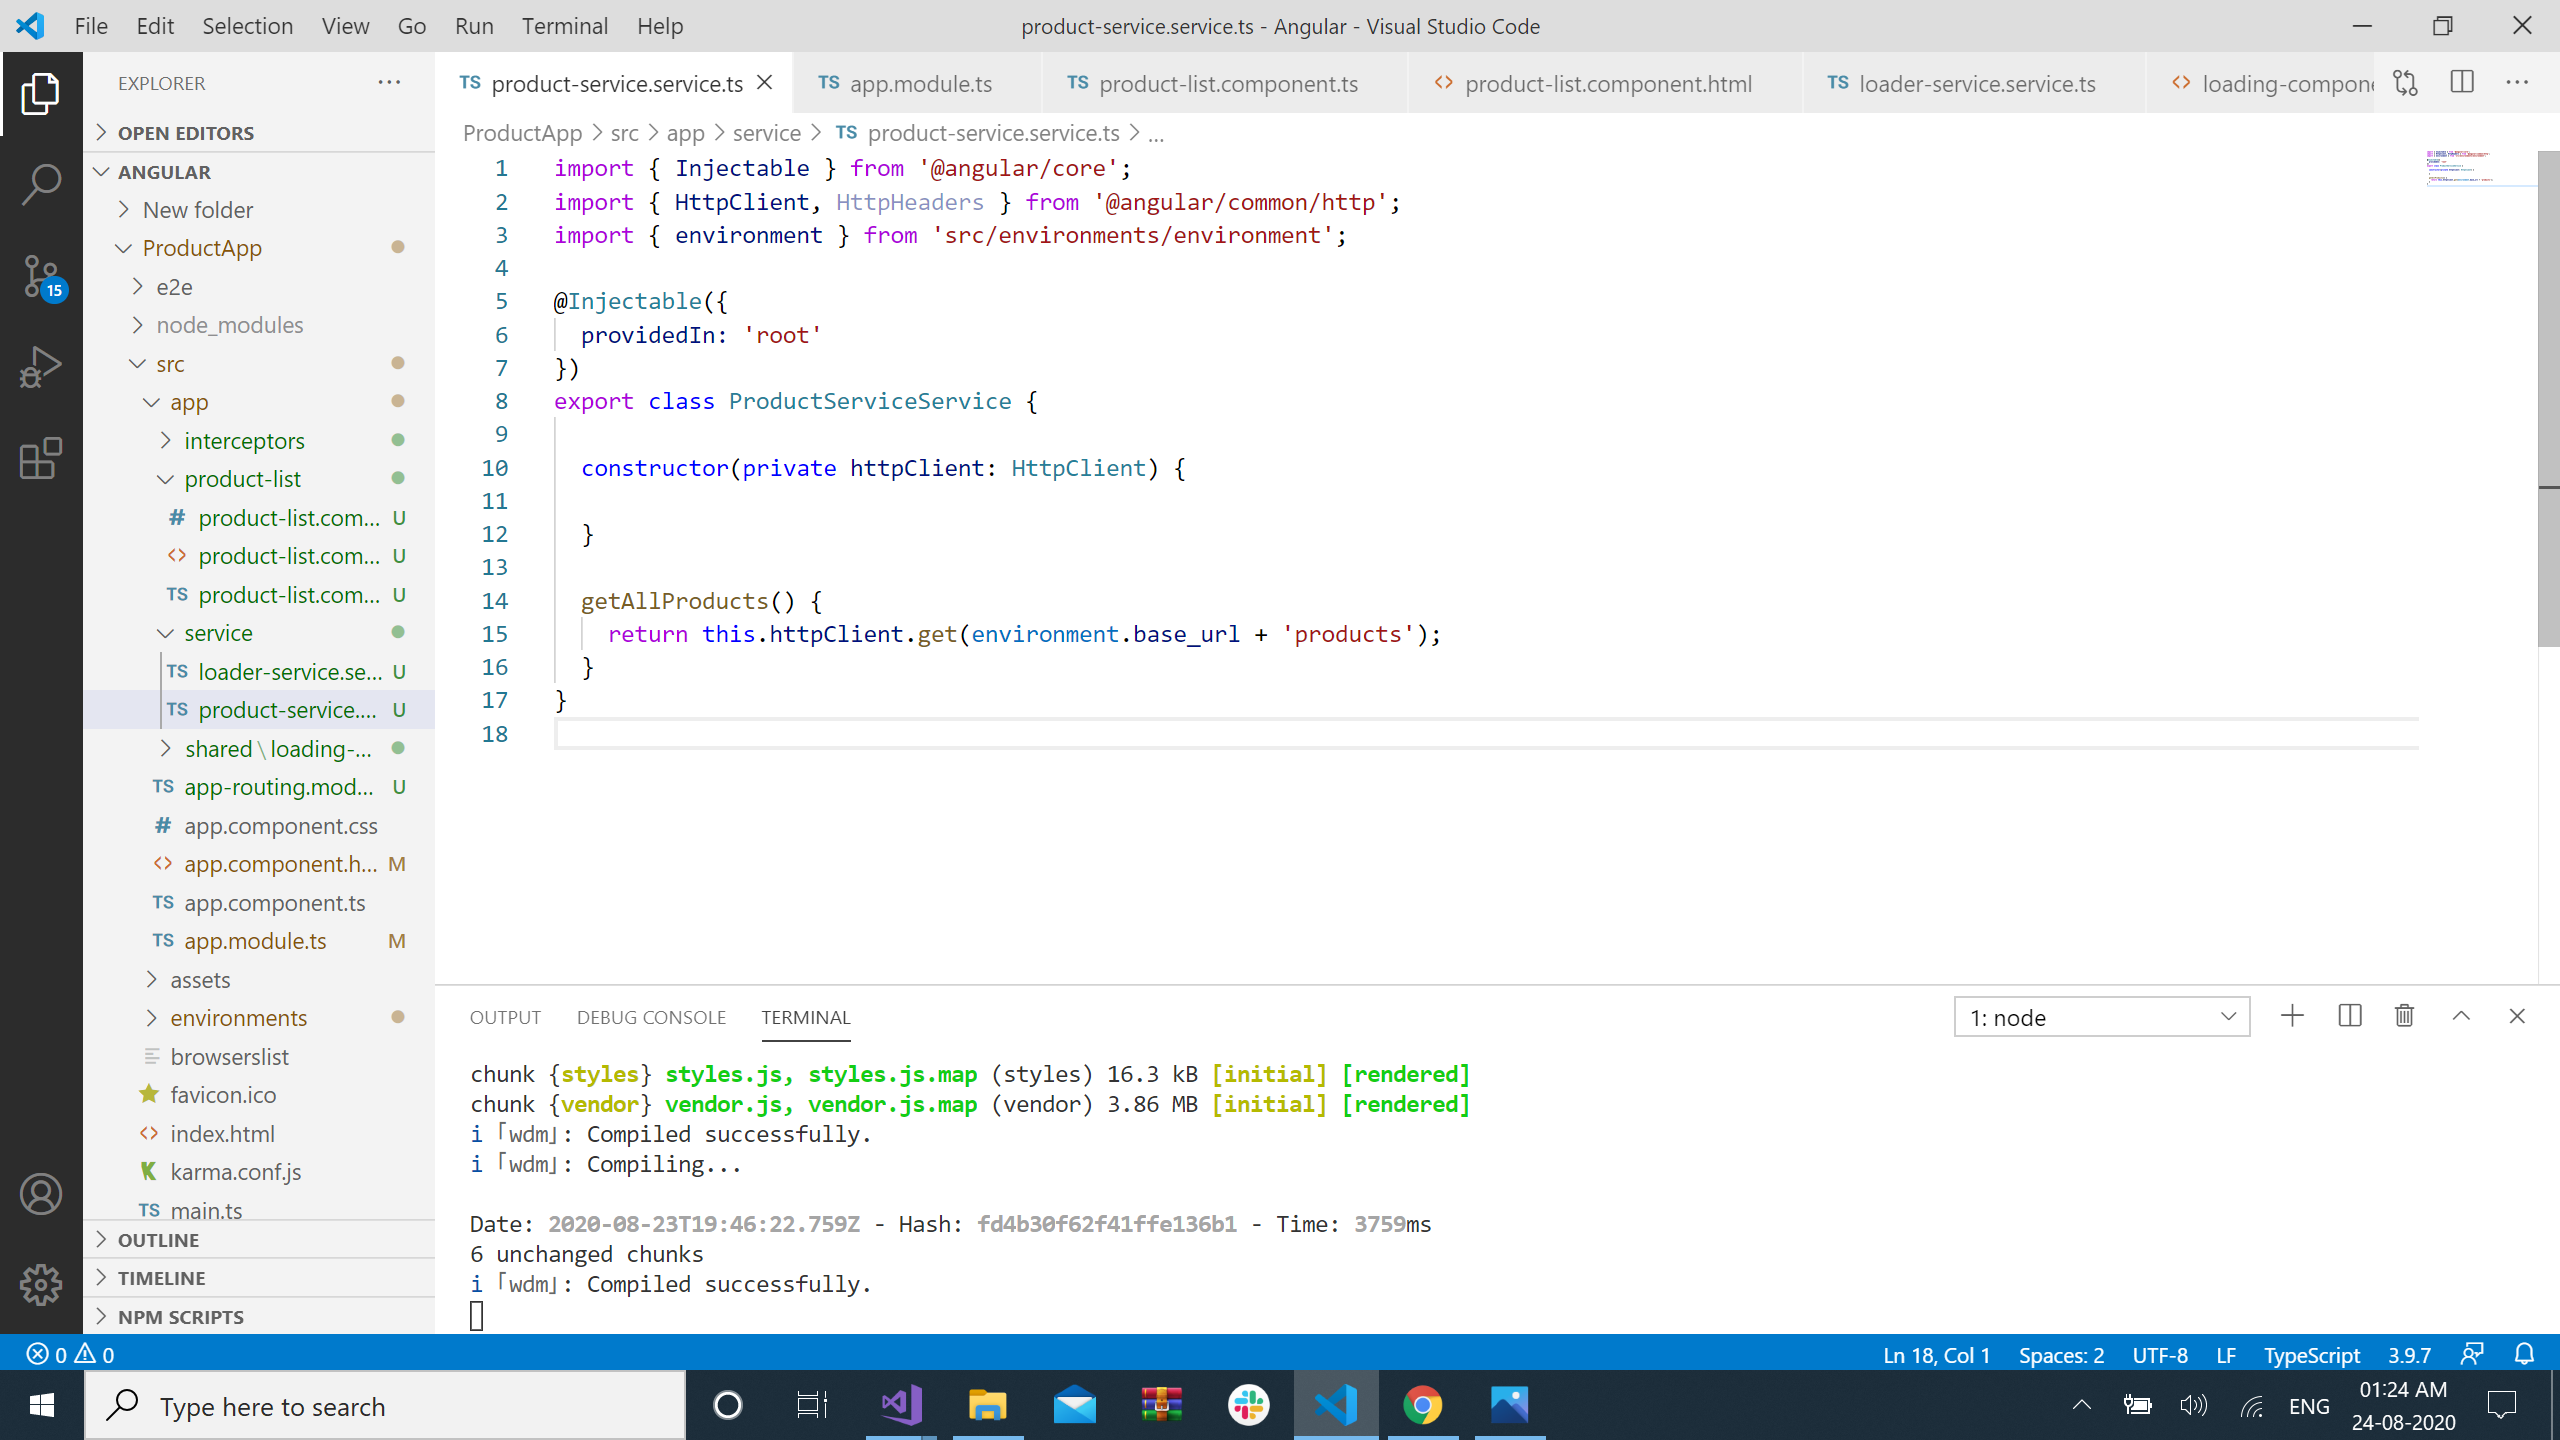 File Edit Selection View Go Run Terminal Help
product-service.service.ts - Angular - Visual Studio Code
EXPLORER
OPEN EDITORS
ANGULAR
New folder
ProductApp
e2e
node_modules
src
app
interceptors
product-list
# product-list.com... U
<> product-list.com... U
TS product-list.com... U
service
TS loader-service.se... U
TS product-service.... U
shared \ loading-...
TS app-routing.mod... U
# app.component.css
<> app.component.h... M
TS app.component.ts
TS app.module.ts M
assets
environments
browserslist
favicon.ico
<> index.html
karma.conf.js
TS main.ts
OUTLINE
TIMELINE
NPM SCRIPTS
15
TS product-service.service.ts
TS app.module.ts
TS product-list.component.ts
<> product-list.component.html
TS loader-service.service.ts
<> loading-compone
ProductApp > src > app > service > TS product-service.service.ts > ...
1 import { Injectable } from '@angular/core';
2 import { HttpClient, HttpHeaders } from '@angular/common/http';
3 import { environment } from 'src/environments/environment';
4
5 @Injectable({
6 providedIn: 'root'
7 })
8 export class ProductServiceService {
9
10 constructor(private httpClient: HttpClient) {
11
12 }
13
14 getAllProducts() {
15 return this.httpClient.get(environment.base_url + 'products');
16 }
17 }
18
OUTPUT DEBUG CONSOLE TERMINAL
1: node
chunk {styles} styles.js, styles.js.map (styles) 16.3 kB [initial] [rendered]
chunk {vendor} vendor.js, vendor.js.map (vendor) 3.86 MB [initial] [rendered]
i ｢wdm｣: Compiled successfully.
i ｢wdm｣: Compiling...
Date: 2020-08-23T19:46:22.759Z - Hash: fd4b30f62f41ffe136b1 - Time: 3759ms
6 unchanged chunks
i ｢wdm｣: Compiled successfully.
0 0
Ln 18, Col 1 Spaces: 2 UTF-8 LF TypeScript 3.9.7
Type here to search
ENG
01:24 AM
24-08-2020